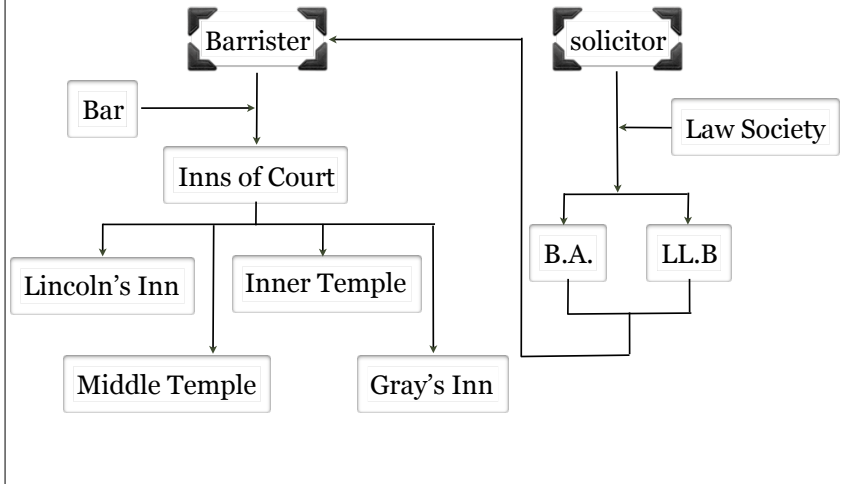 Barrister
solicitor
Bar
Law Society
Inns of Court
B.A.
LL.B
Lincoln’s Inn
Inner Temple
Middle Temple
Gray’s Inn